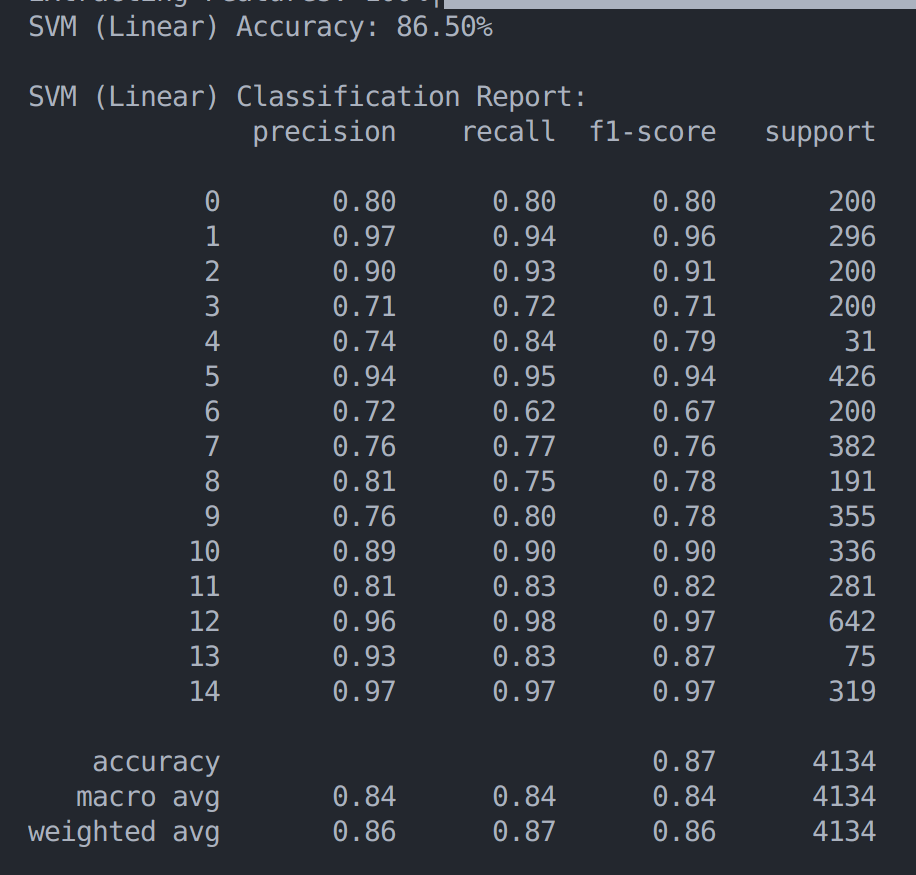 SVM (Linear) Accuracy: 86.50%
SVM (Linear) Classification Report:
precision recall f1-score support
0 0.80 0.80 0.80 200
1 0.97 0.94 0.96 296
2 0.90 0.93 0.91 200
3 0.71 0.72 0.71 200
4 0.74 0.84 0.79 31
5 0.94 0.95 0.94 426
6 0.72 0.62 0.67 200
7 0.76 0.77 0.76 382
8 0.81 0.75 0.78 191
9 0.76 0.80 0.78 355
10 0.89 0.90 0.90 336
11 0.81 0.83 0.82 281
12 0.96 0.98 0.97 642
13 0.93 0.83 0.87 75
14 0.97 0.97 0.97 319
accuracy 0.87 4134
macro avg 0.84 0.84 0.84 4134
weighted avg 0.86 0.87 0.86 4134